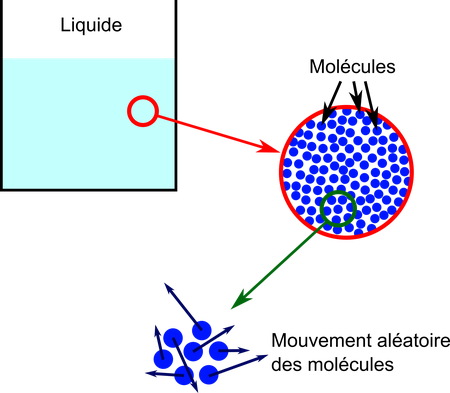 Liquide
Molécules
Mouvement aléatoire
des molécules